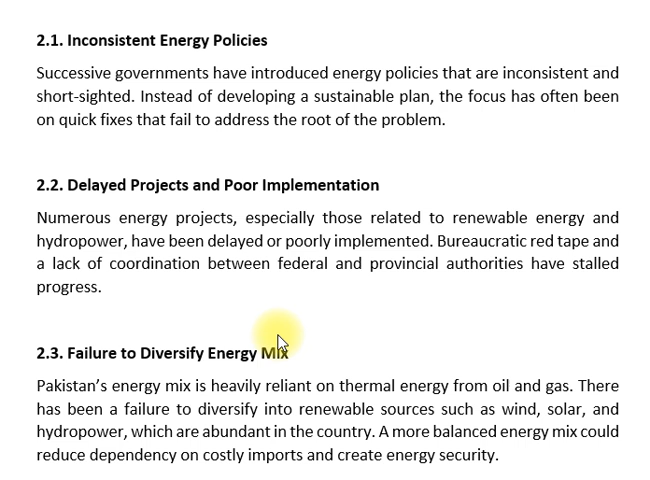 2.1. Inconsistent Energy Policies
Successive governments have introduced energy policies that are inconsistent and
short-sighted. Instead of developing a sustainable plan, the focus has often been
on quick fixes that fail to address the root of the problem.
2.2. Delayed Projects and Poor Implementation
Numerous energy projects, especially those related to renewable energy and
hydropower, have been delayed or poorly implemented. Bureaucratic red tape and
a lack of coordination between federal and provincial authorities have stalled
progress.
2.3. Failure to Diversify Energy Mix
Pakistan’s energy mix is heavily reliant on thermal energy from oil and gas. There
has been a failure to diversify into renewable sources such as wind, solar, and
hydropower, which are abundant in the country. A more balanced energy mix could
reduce dependency on costly imports and create energy security.